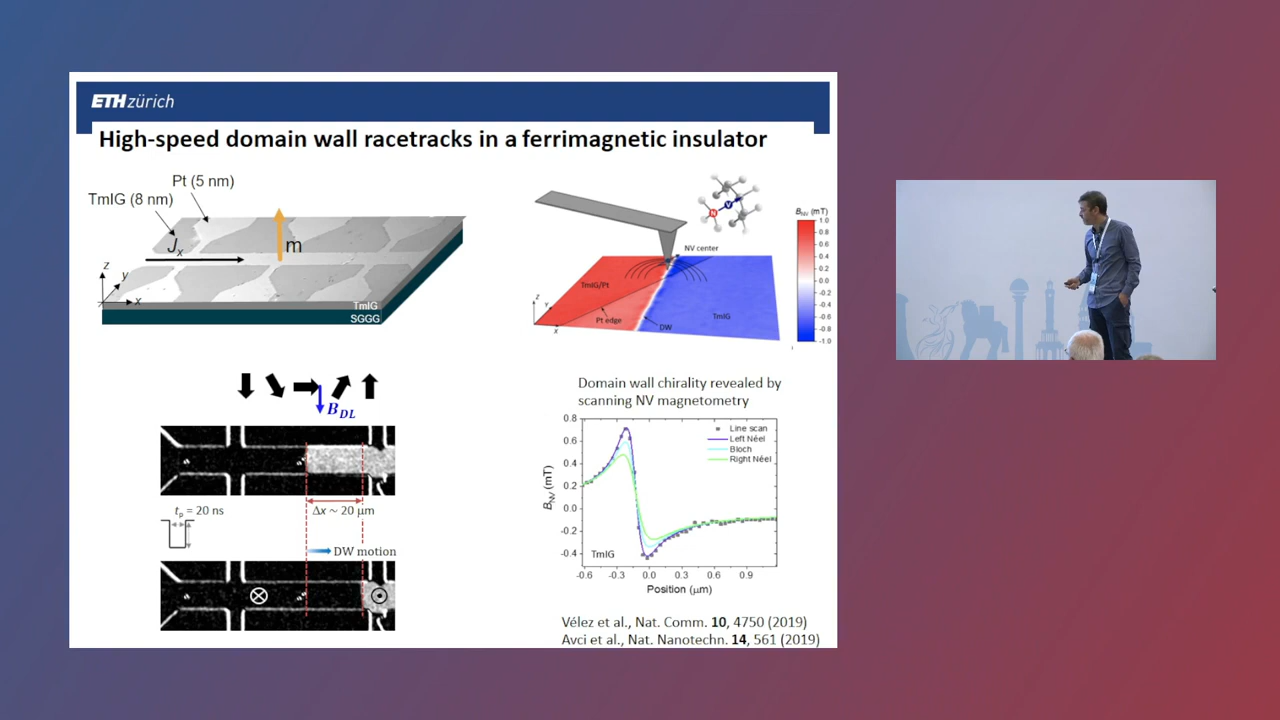 ETH zürich
High-speed domain wall racetracks in a ferrimagnetic insulator
Pt (5 nm)
TmIG (8 nm)
Jx
m
z
y
x
TmIG
SGGG
BNV (mT)
1.0
0.8
0.6
0.4
0.2
0.0
-0.2
-0.4
-0.6
-0.8
-1.0
N
V
NV center
TmIG/Pt
Pt edge
DW
TmIG
z
y
x
BDL
tp = 20 ns
Δx ~ 20 μm
DW motion
Domain wall chirality revealed by
scanning NV magnetometry
0.8
0.6
0.4
0.2
0.0
-0.2
-0.4
BNV (mT)
Line scan
Left Néel
Bloch
Right Néel
TmIG
-0.6 -0.3 0.0 0.3 0.6 0.9
Position (μm)
Vélez et al., Nat. Comm. 10, 4750 (2019)
Avci et al., Nat. Nanotechn. 14, 561 (2019)